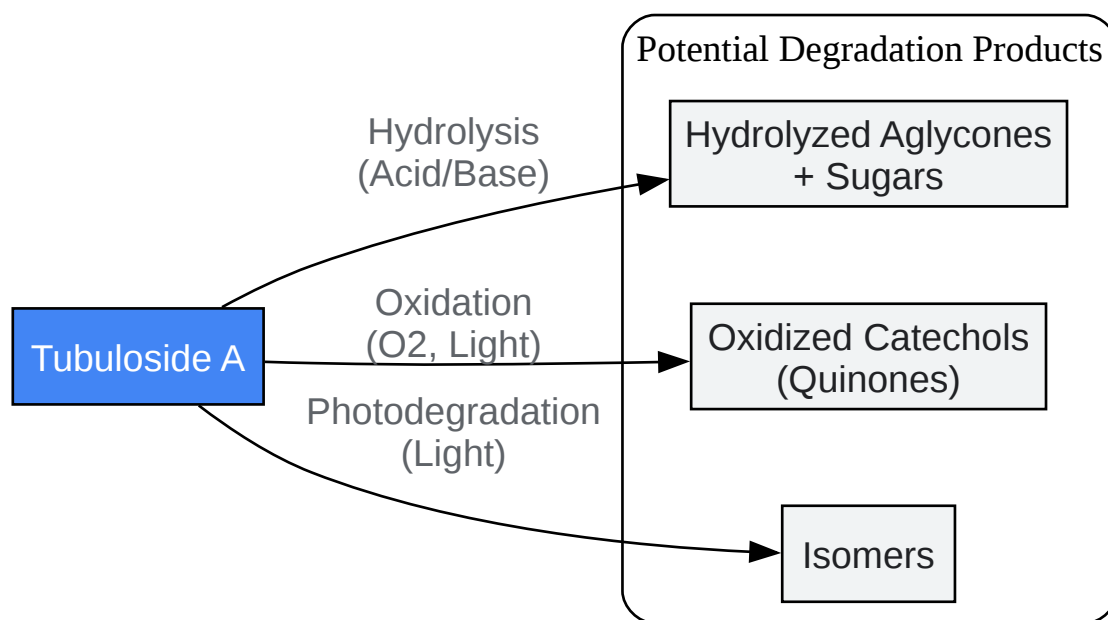 Potential Degradation Products
Hydrolysis
(Acid/Base)
Hydrolyzed Aglycones
+ Sugars
Tubuloside A
Oxidation
(O2, Light)
Oxidized Catechols
(Quinones)
Photodegradation
(Light)
Isomers